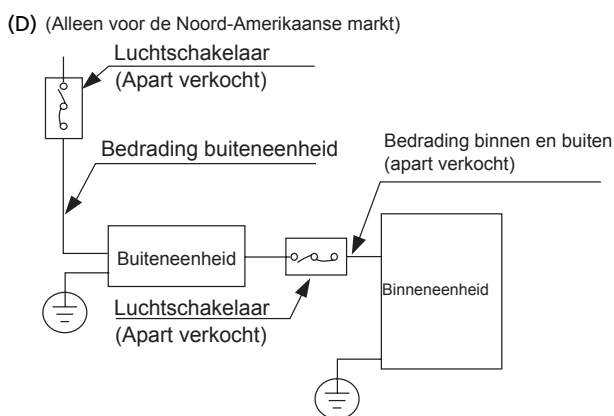 (D) (Alleen voor de Noord-Amerikaanse markt)
Luchtschakelaar
(Apart verkocht)
Bedrading buiteneenheid
Bedrading binnen en buiten
(apart verkocht)
Buiteneenheid
Luchtschakelaar
(Apart verkocht)
Binneneenheid